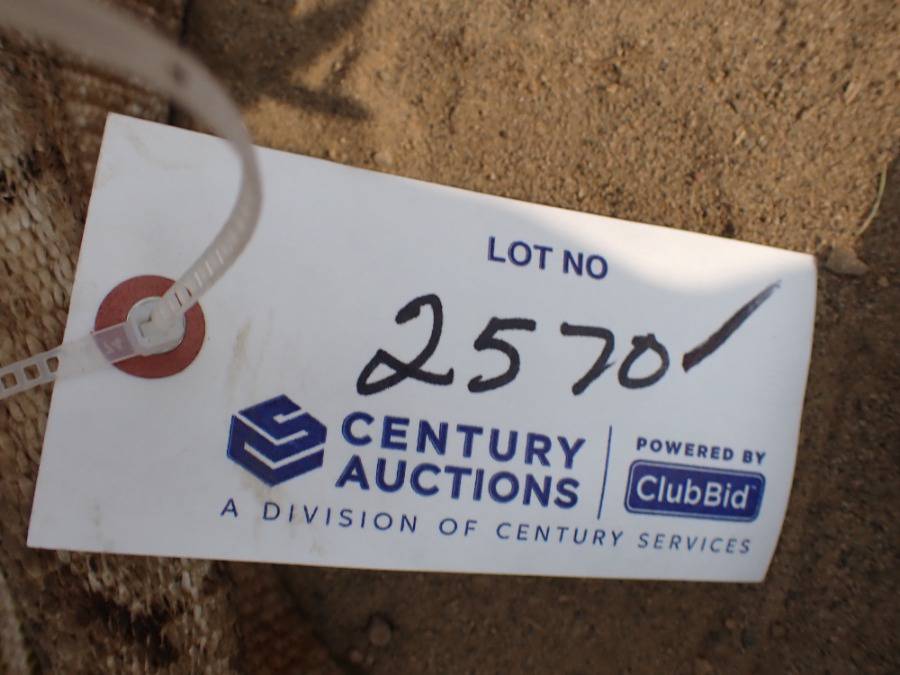 LOT NO
2570
CENTURY
AUCTIONS
A DIVISION OF CENTURY SERVICES
POWERED BY
ClubBid